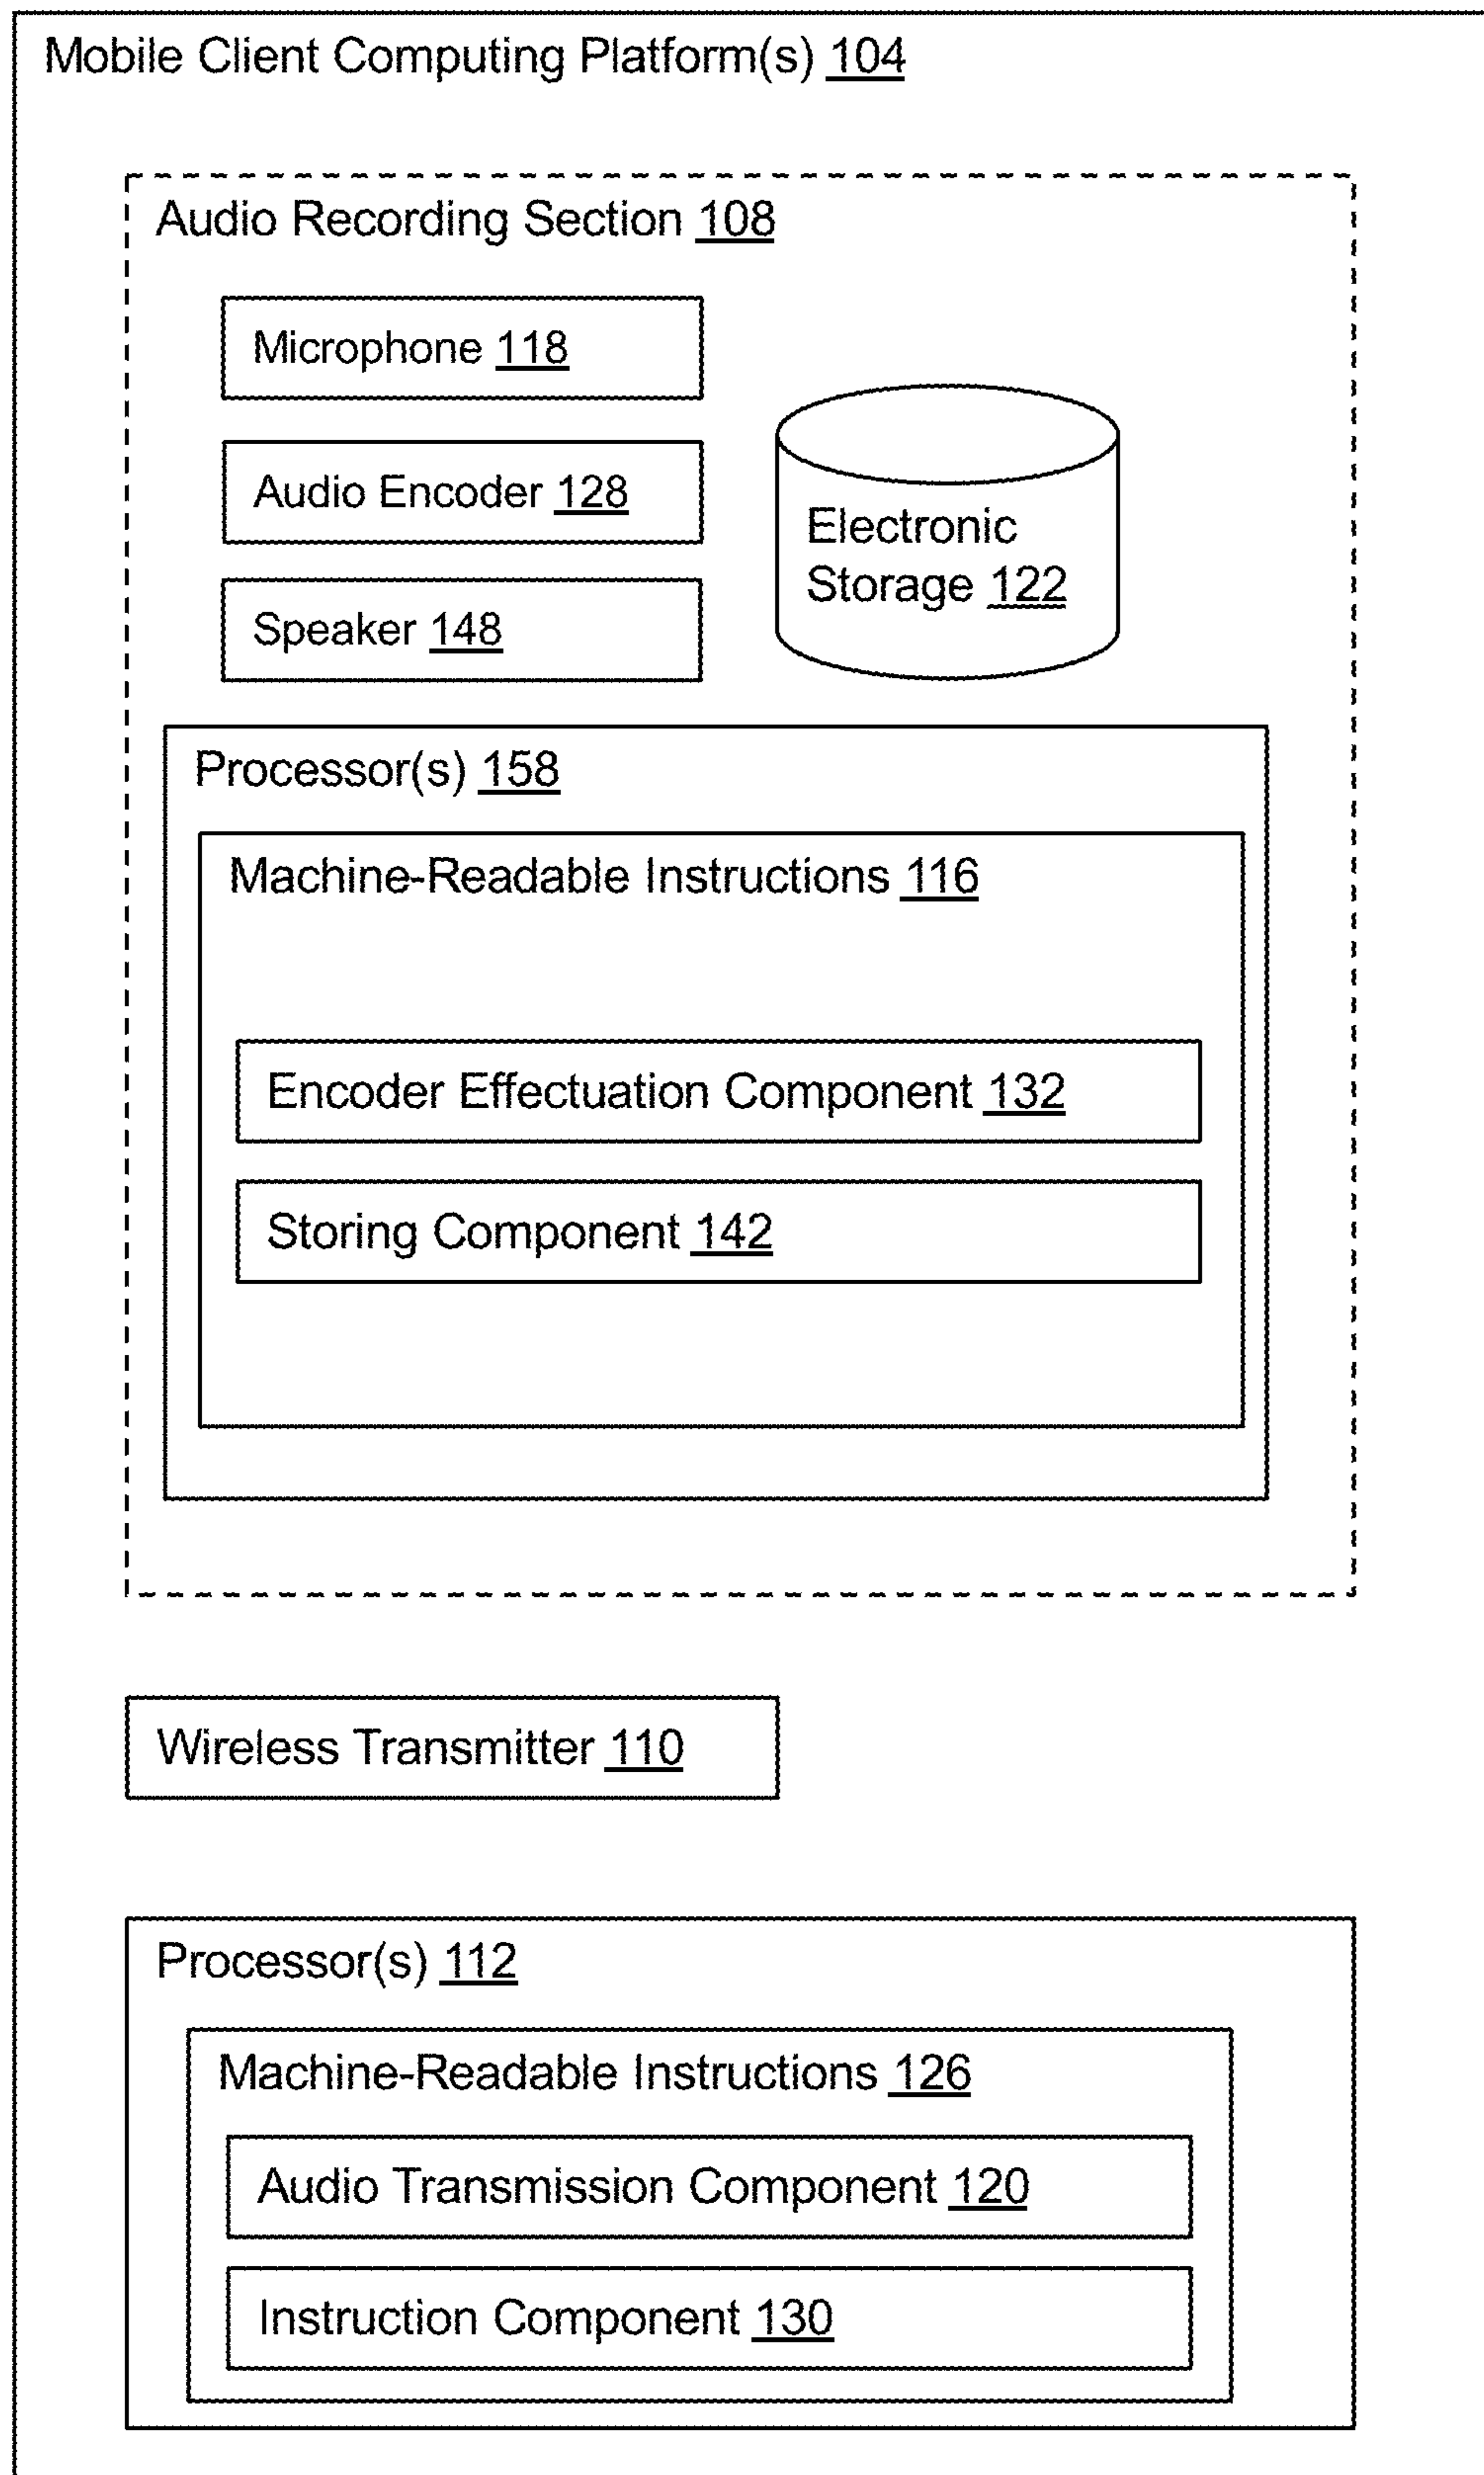 Mobile Client Computing Platform(s) 104
Audio Recording Section 108
Microphone 118
Audio Encoder 128
Speaker 148
Electronic
Storage 122
Processor(s) 158
Machine-Readable Instructions 116
Encoder Effectuation Component 132
Storing Component 142
Wireless Transmitter 110
Processor(s) 112
Machine-Readable Instructions 126
Audio Transmission Component 120
Instruction Component 130